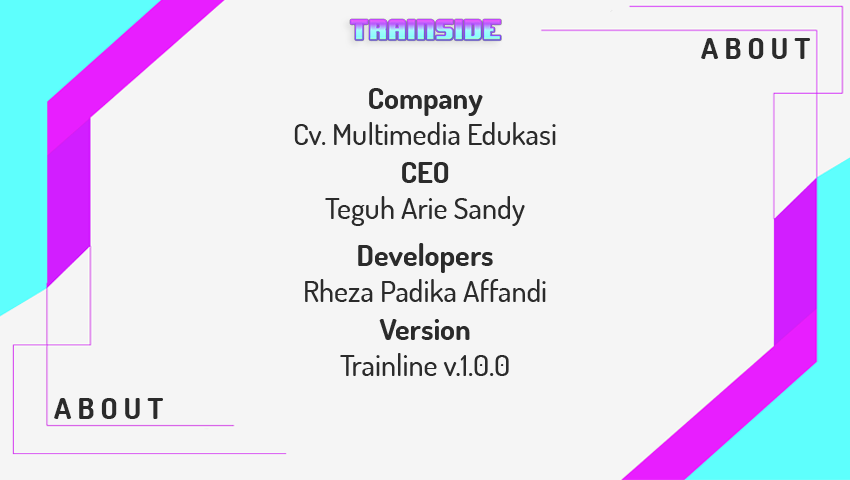 TRAINSIDE
ABOUT
Company
Cv. Multimedia Edukasi
CEO
Teguh Arie Sandy
Developers
Rheza Padika Affandi
Version
Trainline v.1.0.0
ABOUT